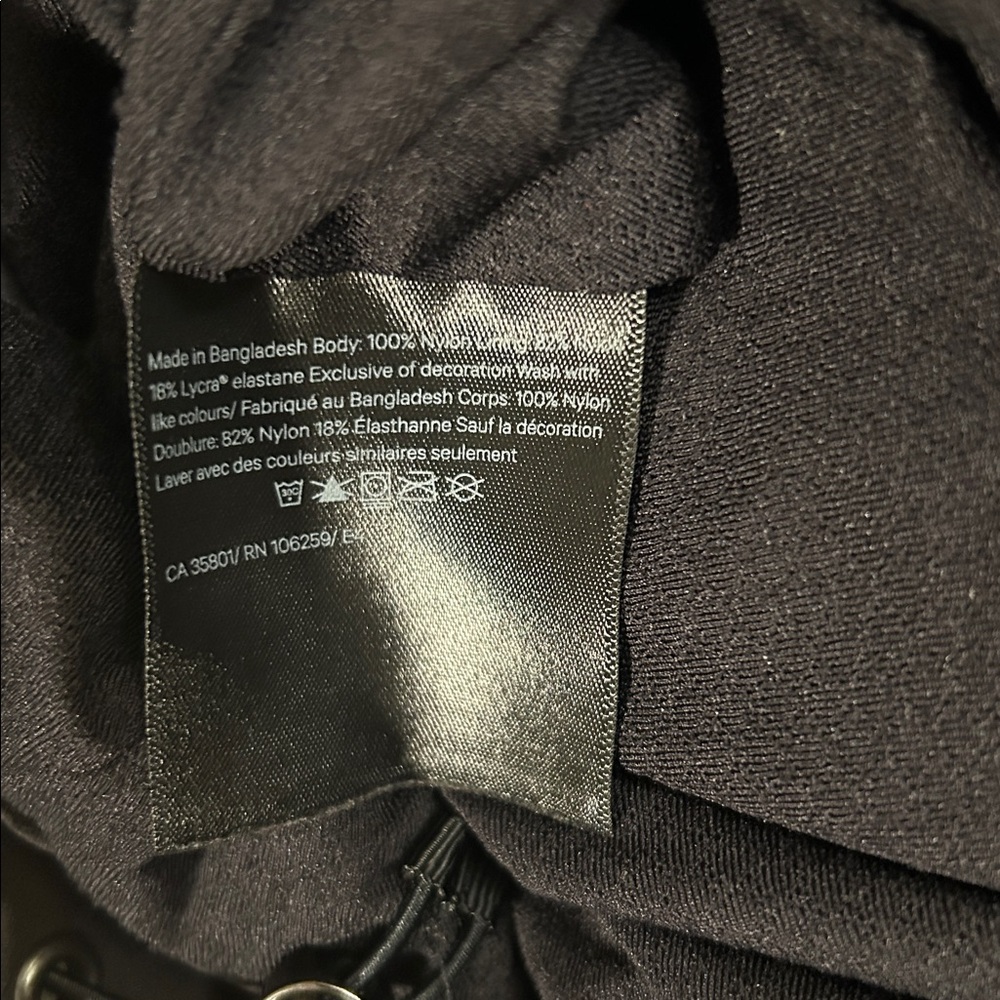 Made in Bangladesh Body: 100% Nylon Lining: 82% Nylon
18% Lycra® elastane Exclusive of decoration Wash with
like colours/ Fabriqué au Bangladesh Corps: 100% Nylon
Doublure: 82% Nylon 18% Élasthanne Sauf la décoration
Laver avec des couleurs similaires seulement
30C
CA 35801/ RN 106259/